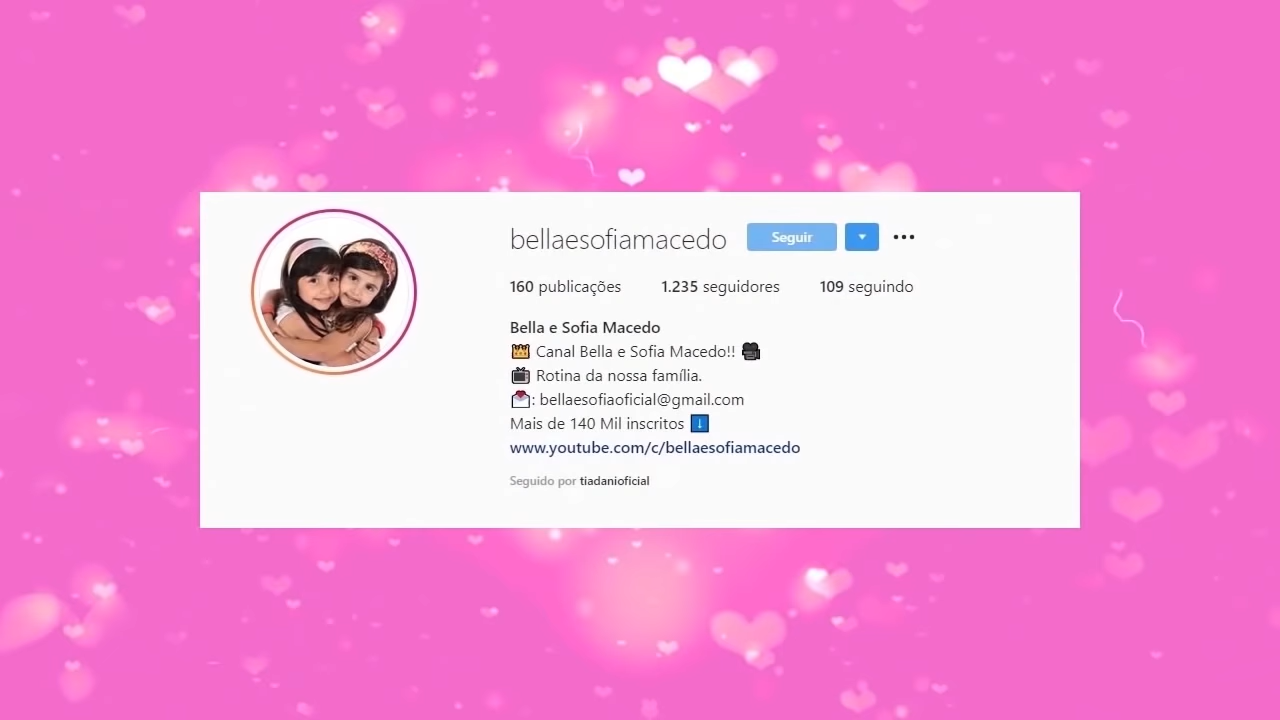 bellaesofiamacedo Seguir
160 publicações 1.235 seguidores 109 seguindo
Bella e Sofia Macedo
👑 Canal Bella e Sofia Macedo!! 🎥
📺 Rotina da nossa família.
💌: bellaesofiaoficial@gmail.com
Mais de 140 Mil inscritos ⬇️
www.youtube.com/c/bellaesofiamacedo
Seguido por tiadanioficial